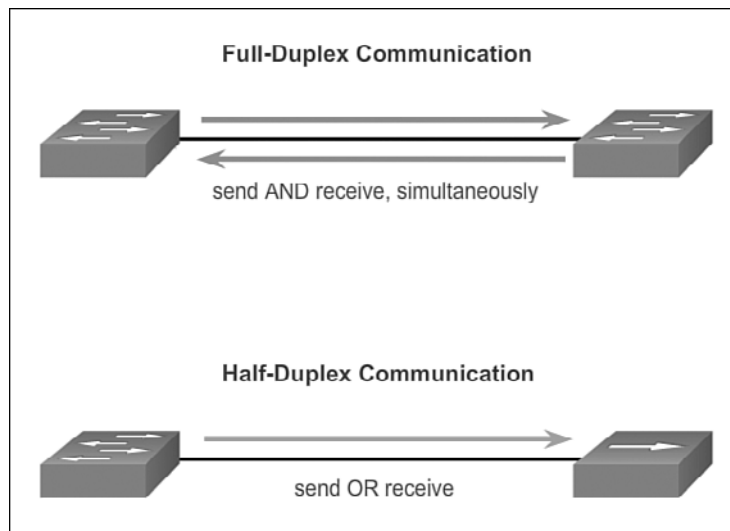 Full-Duplex Communication
send AND receive, simultaneously
Half-Duplex Communication
send OR receive